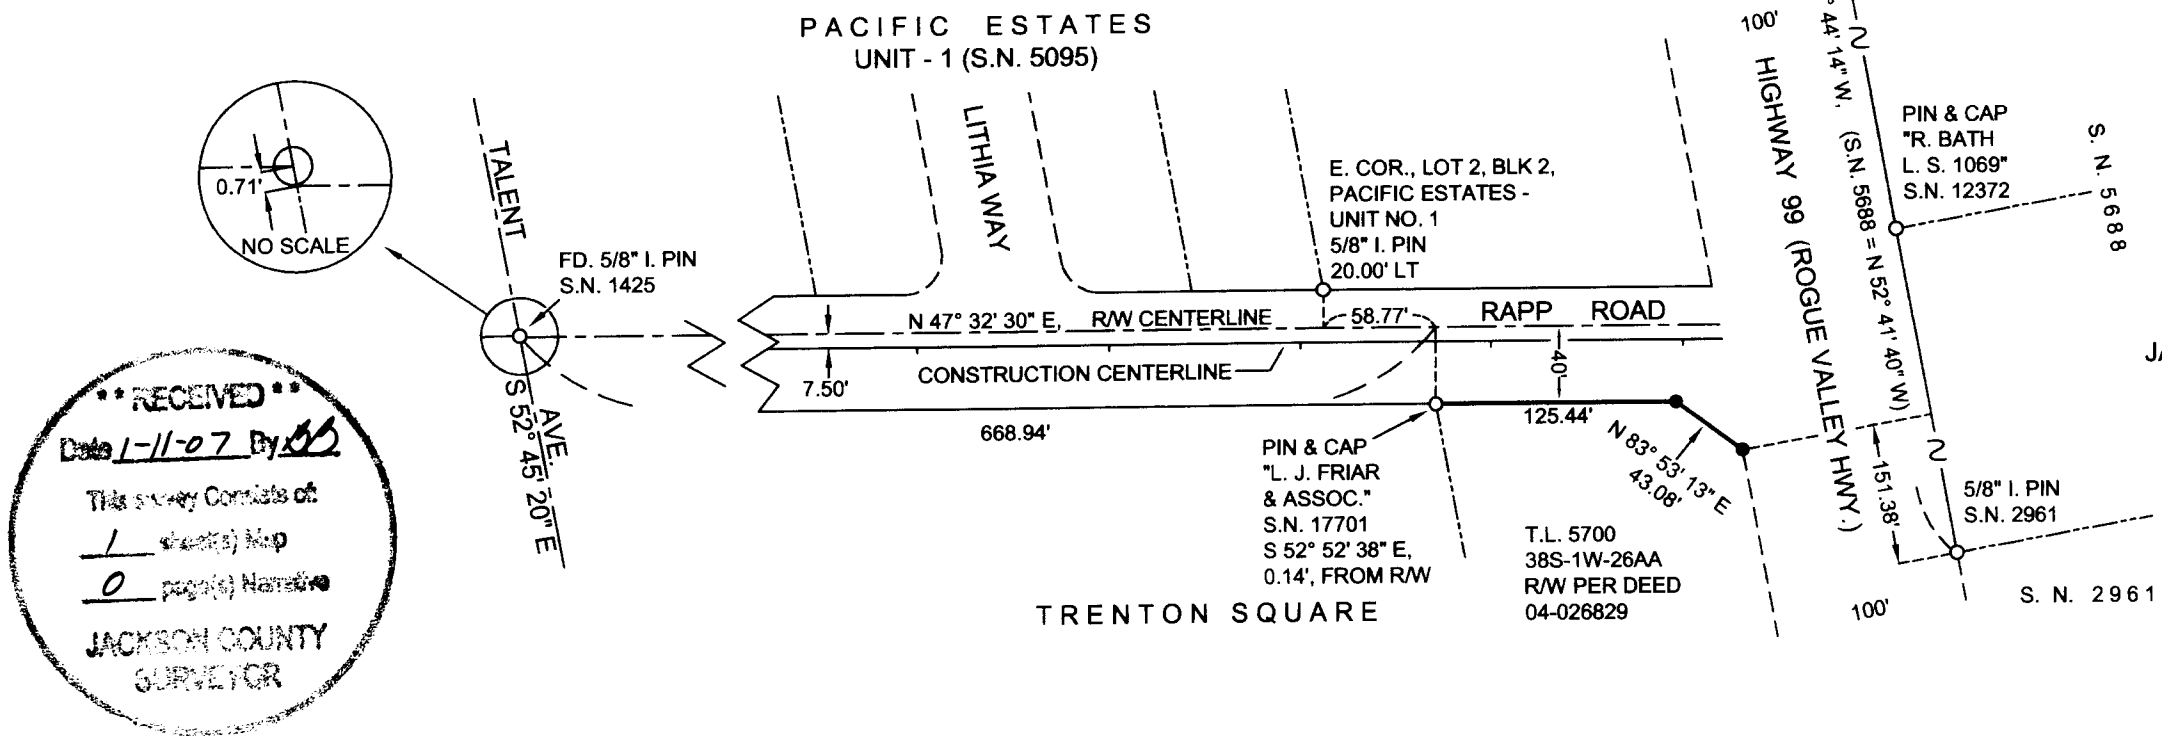 PACIFIC ESTATES
UNIT - 1 (S.N. 5095)
0.71'
NO SCALE
TALENT
AVE.
S 52° 45' 20" E
FD. 5/8" I. PIN
S.N. 1425
LITHIA WAY
E. COR., LOT 2, BLK 2,
PACIFIC ESTATES -
UNIT NO. 1
5/8" I. PIN
20.00' LT
100'
HIGHWAY 99 (ROGUE VALLEY HWY.)
° 44' 14" W, (S.N. 5688 = N 52° 41' 40" W)
PIN & CAP
"R. BATH
L. S. 1069"
S.N. 12372
S. N. 5688
N 47° 32' 30" E, R/W CENTERLINE
58.77'
RAPP ROAD
7.50'
CONSTRUCTION CENTERLINE
40'
668.94'
125.44'
N 83° 53' 13" E
43.08'
PIN & CAP
"L. J. FRIAR
& ASSOC."
S.N. 17701
S 52° 52' 38" E,
0.14', FROM R/W
T.L. 5700
38S-1W-26AA
R/W PER DEED
04-026829
TRENTON SQUARE
151.38'
5/8" I. PIN
S.N. 2961
100'
S. N. 2961
JA
** RECEIVED **
Date 1-11-07 By
This survey Consists of:
1 sheet(s) Map
0 page(s) Narrative
JACKSON COUNTY
SURVEYOR